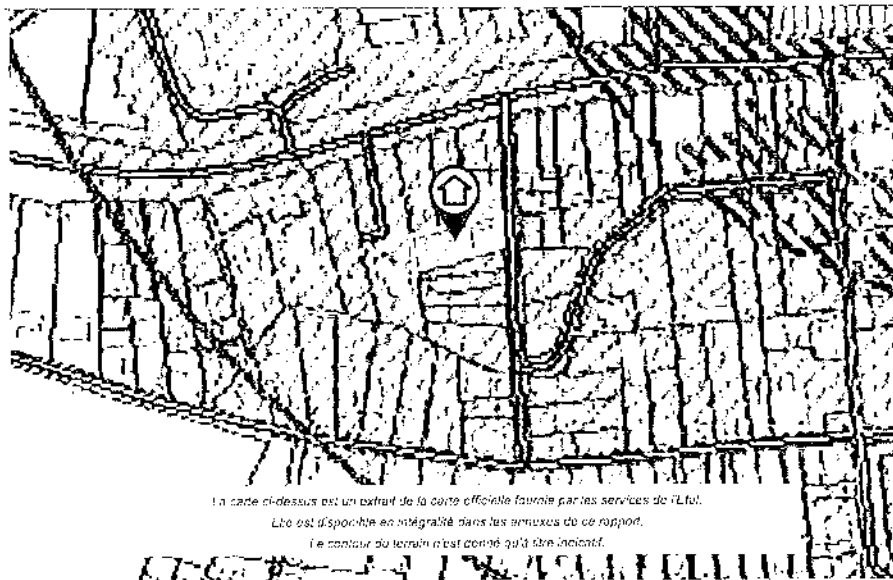 La carte ci-dessus est un extrait de la carte officielle fournie par les services de l'Etat.
Elle est disponible en intégralité dans les annexes de ce rapport.
Le contour du terrain n'est donné qu'à titre indicatif.